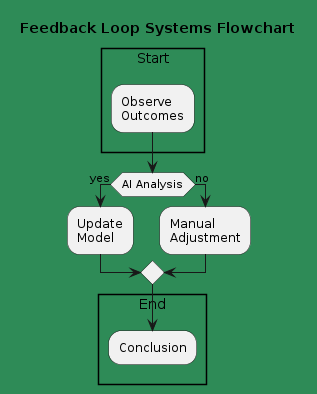 Feedback Loop Systems Flowchart
Start
Observe
Outcomes
yes
AI Analysis
no
Update
Model
Manual
Adjustment
End
Conclusion